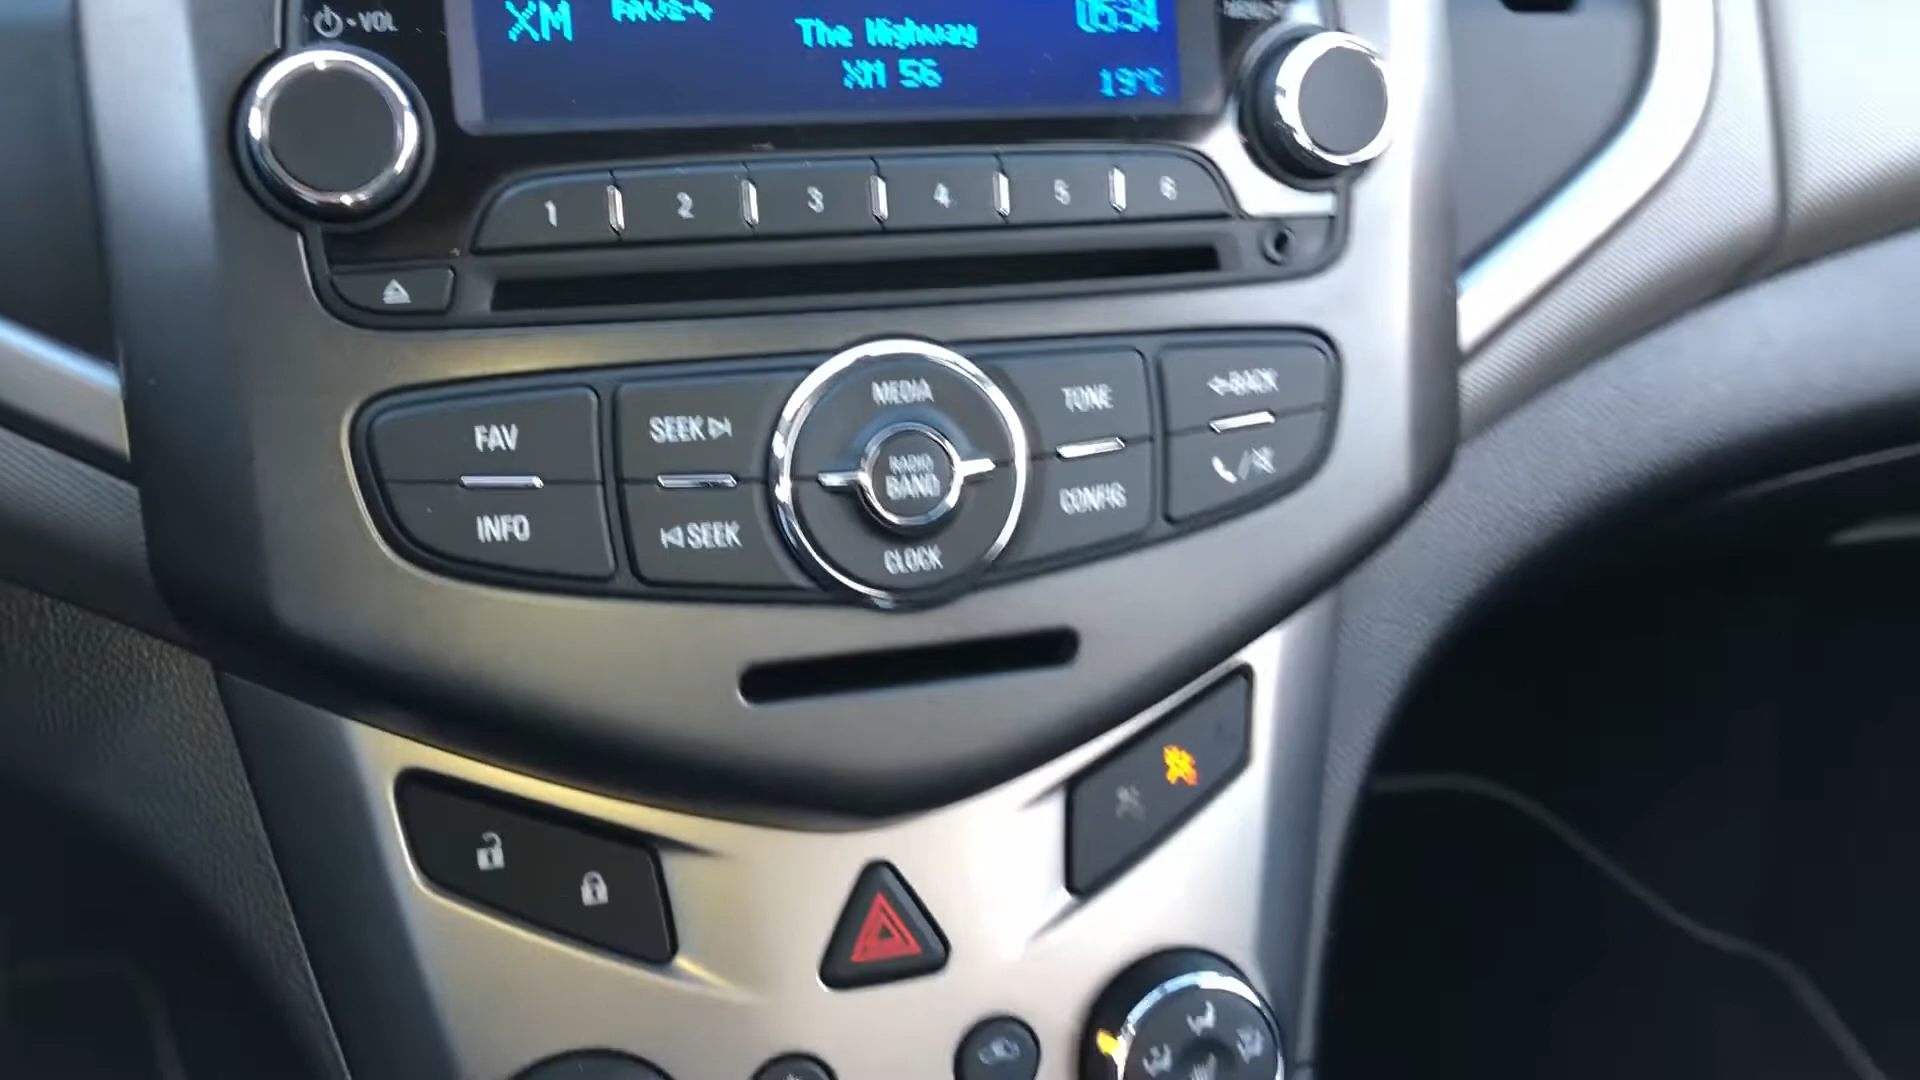 VOL
XM
The Highway
XM 56
19°C
1 2 3 4 5 6
FAV
INFO
SEEK
SEEK
MEDIA
RADIO
BAND
CLOCK
TONE
CONFIG
BACK